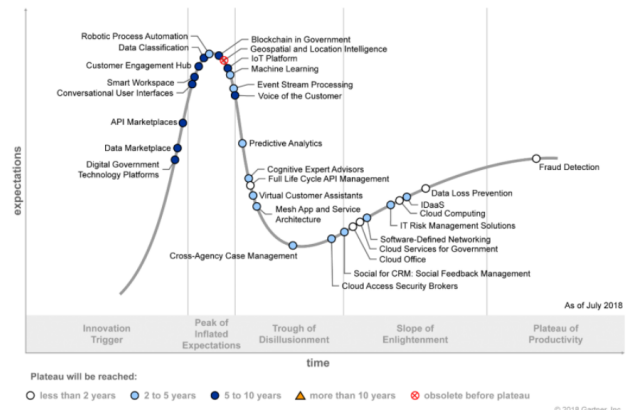 Robotic Process Automation
Data Classification
Customer Engagement Hub
Smart Workspace
Conversational User Interfaces
API Marketplaces
Data Marketplace
Digital Government
Technology Platforms
Blockchain in Government
Geospatial and Location Intelligence
IoT Platform
Machine Learning
Event Stream Processing
Voice of the Customer
Predictive Analytics
Cognitive Expert Advisors
Full Life Cycle API Management
Virtual Customer Assistants
Mesh App and Service
Architecture
Cross-Agency Case Management
Fraud Detection
Data Loss Prevention
IDaaS
Cloud Computing
IT Risk Management Solutions
Software-Defined Networking
Cloud Services for Government
Cloud Office
Social for CRM: Social Feedback Management
Cloud Access Security Brokers
expectations
As of July 2018
Innovation
Trigger
Peak of
Inflated
Expectations
Trough of
Disillusionment
Slope of
Enlightenment
Plateau of
Productivity
time
Plateau will be reached:
less than 2 years
2 to 5 years
5 to 10 years
more than 10 years
obsolete before plateau
© 2018 Gartner, Inc.